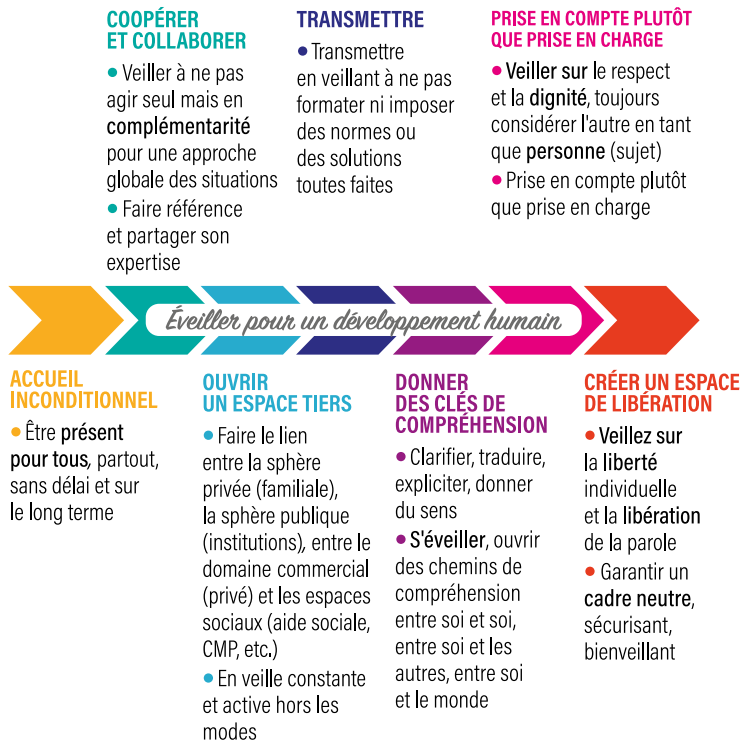 COOPÉRER
ET COLLABORER
• Veiller à ne pas
agir seul mais en
complémentarité
pour une approche
globale des situations
• Faire référence
et partager son
expertise
TRANSMETTRE
• Transmettre
en veillant à ne pas
formater ni imposer
des normes ou
des solutions
toutes faites
PRISE EN COMPTE PLUTÔT
QUE PRISE EN CHARGE
• Veiller sur le respect
et la dignité, toujours
considérer l'autre en tant
que personne (sujet)
• Prise en compte plutôt
que prise en charge
Éveiller pour un développement humain
ACCUEIL
INCONDITIONNEL
• Être présent
pour tous, partout,
sans délai et sur
le long terme
OUVRIR
UN ESPACE TIERS
• Faire le lien
entre la sphère
privée (familiale),
la sphère publique
(institutions), entre le
domaine commercial
(privé) et les espaces
sociaux (aide sociale,
CMP, etc.)
• En veille constante
et active hors les
modes
DONNER
DES CLÉS DE
COMPRÉHENSION
• Clarifier, traduire,
expliciter, donner
du sens
• S'éveiller, ouvrir
des chemins de
compréhension
entre soi et soi,
entre soi et les
autres, entre soi
et le monde
CRÉER UN ESPACE
DE LIBÉRATION
• Veillez sur
la liberté
individuelle
et la libération
de la parole
• Garantir un
cadre neutre,
sécurisant,
bienveillant